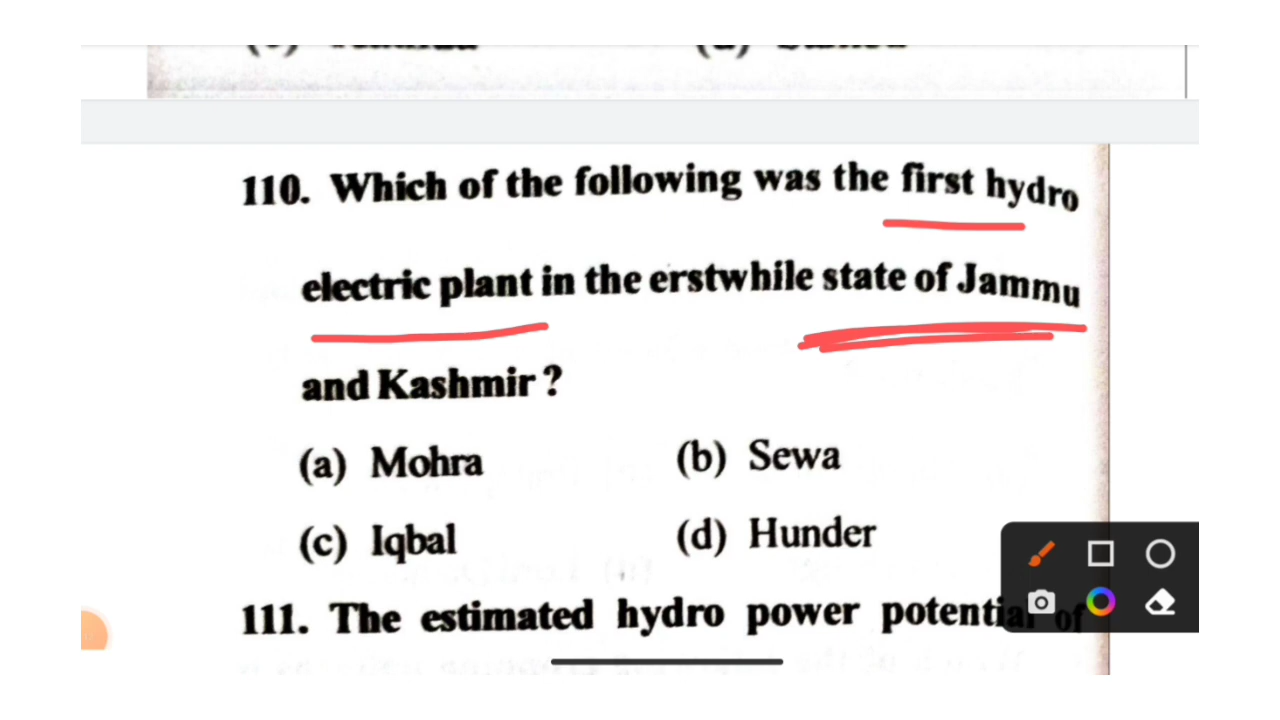 110. Which of the following was the first hydro
electric plant in the erstwhile state of Jammu
and Kashmir ?
(a) Mohra (b) Sewa
(c) Iqbal (d) Hunder
111. The estimated hydro power potential of